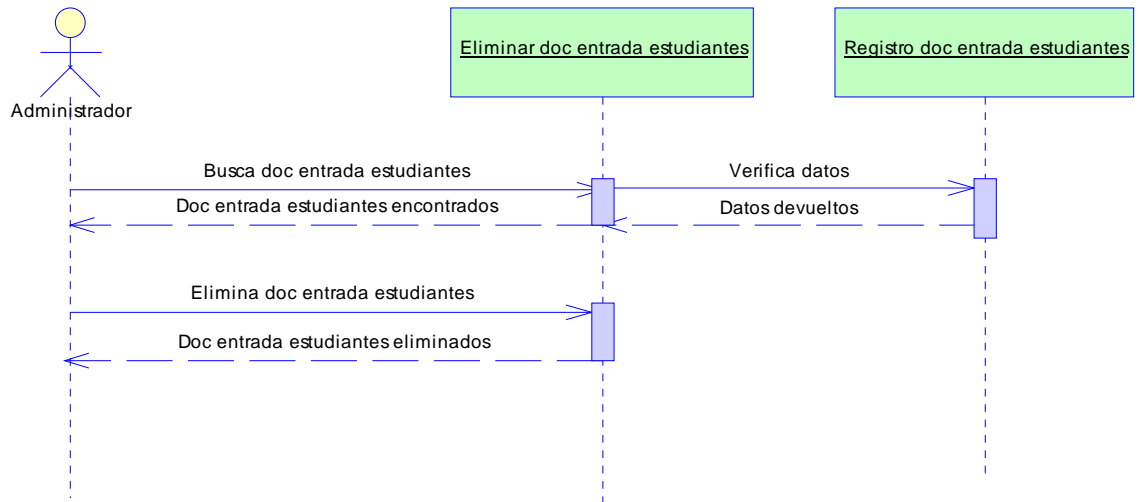 Eliminar doc entrada estudiantes
Registro doc entrada estudiantes
Administrador
Busca doc entrada estudiantes
Verifica datos
Doc entrada estudiantes encontrados
Datos devueltos
Elimina doc entrada estudiantes
Doc entrada estudiantes eliminados